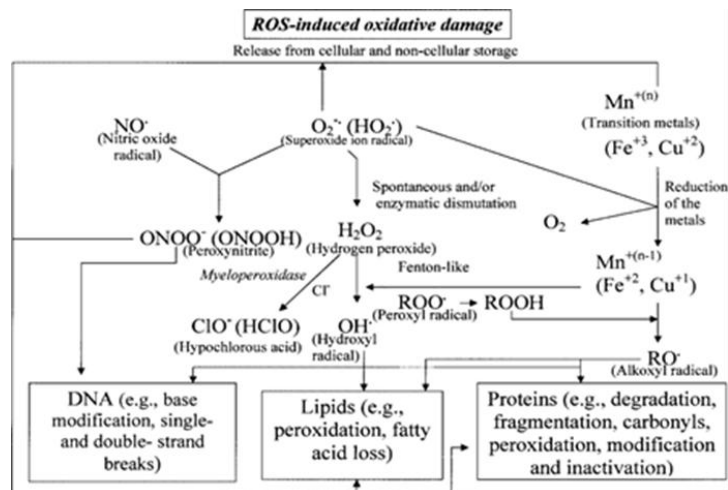 ROS-induced oxidative damage
Release from cellular and non-cellular storage
NO·
(Nitric oxide
radical)
O₂⁻· (HO₂·)
(Superoxide ion radical)
Mn⁺⁽ⁿ⁾
(Transition metals)
(Fe⁺³, Cu⁺²)
Spontaneous and/or
enzymatic dismutation
Reduction
of the
metals
O₂
ONOO⁻ (ONOOH)
(Peroxynitrite)
H₂O₂
(Hydrogen peroxide)
Mn⁺⁽ⁿ⁻¹⁾
(Fe⁺², Cu⁺¹)
Myeloperoxidase
Cl⁻
Fenton-like
ROO·
(Peroxyl radical)
ROOH
ClO⁻ (HClO)
(Hypochlorous acid)
OH·
(Hydroxyl
radical)
RO·
(Alkoxyl radical)
DNA (e.g., base
modification, single-
and double- strand
breaks)
Lipids (e.g.,
peroxidation, fatty
acid loss)
Proteins (e.g., degradation,
fragmentation, carbonyls,
peroxidation, modification
and inactivation)